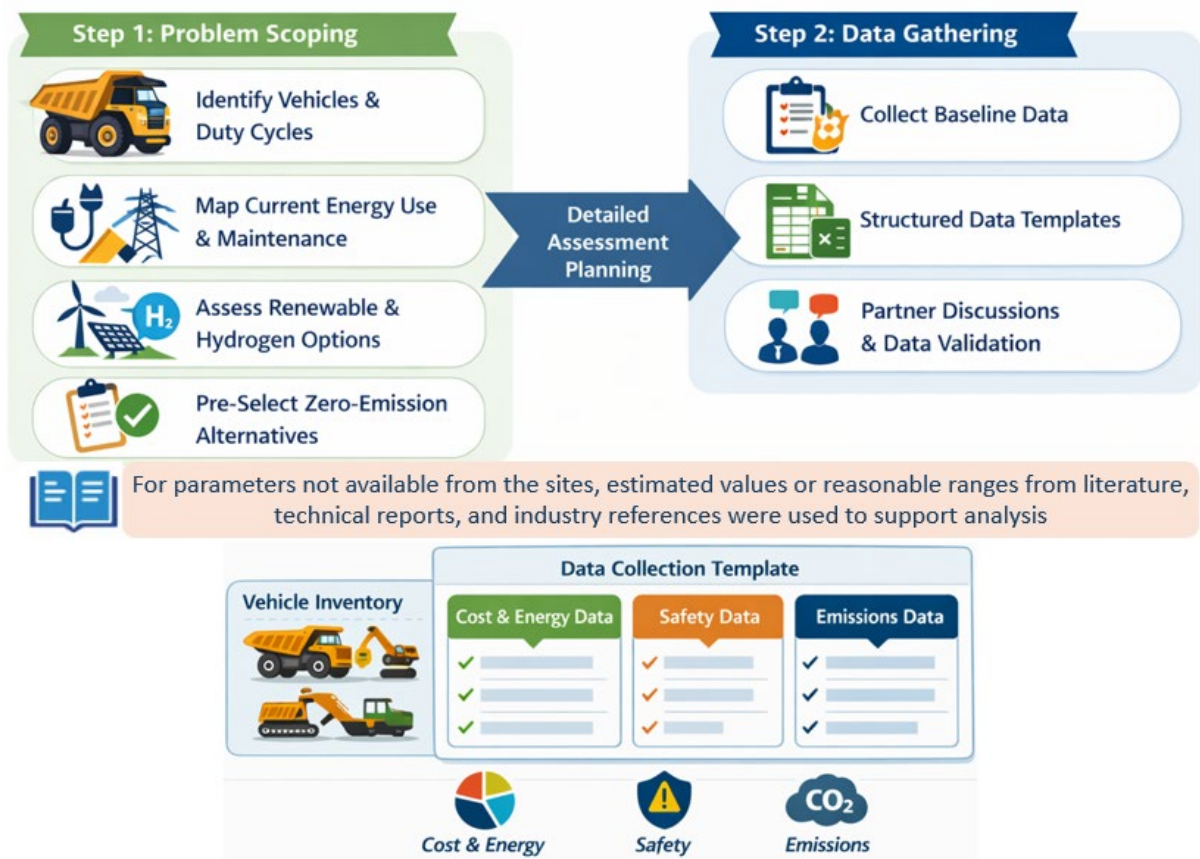 Step 1: Problem Scoping
Identify Vehicles &
Duty Cycles
Map Current Energy Use
& Maintenance
H₂
Assess Renewable &
Hydrogen Options
Pre-Select Zero-Emission
Alternatives
Detailed
Assessment
Planning
Step 2: Data Gathering
Collect Baseline Data
X
Structured Data Templates
Partner Discussions
& Data Validation
For parameters not available from the sites, estimated values or reasonable ranges from literature,
technical reports, and industry references were used to support analysis
Vehicle Inventory
Data Collection Template
Cost & Energy Data
Safety Data
Emissions Data
Cost & Energy
Safety
CO₂
Emissions